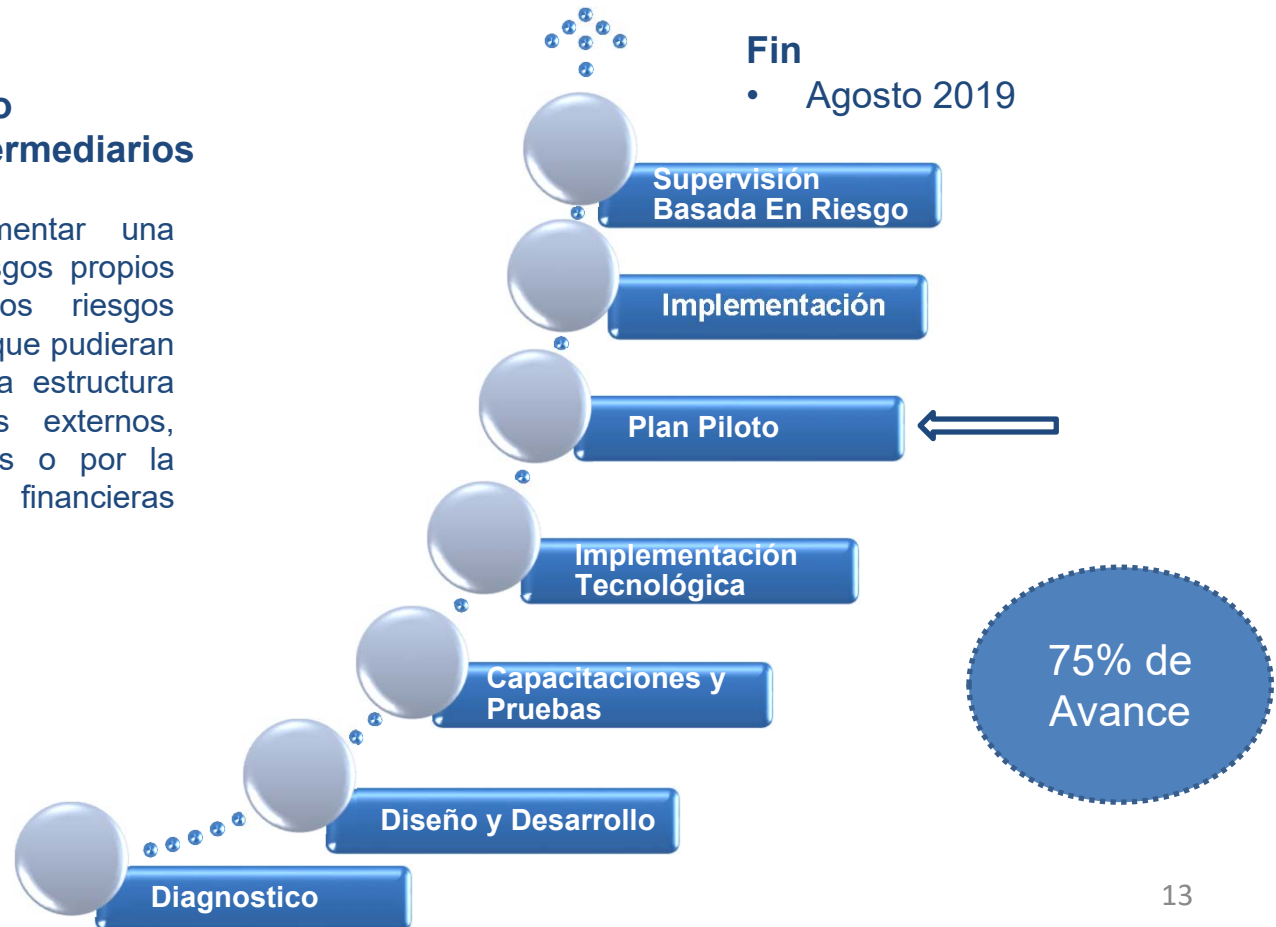 o
ermediarios
mentar una
sgos propios
os riesgos
que pudieran
a estructura
s externos,
s o por la
financieras
Fin
• Agosto 2019
Supervisión
Basada En Riesgo
Implementación
Plan Piloto
Implementación
Tecnológica
Capacitaciones y
Pruebas
Diseño y Desarrollo
Diagnostico
75% de
Avance
13